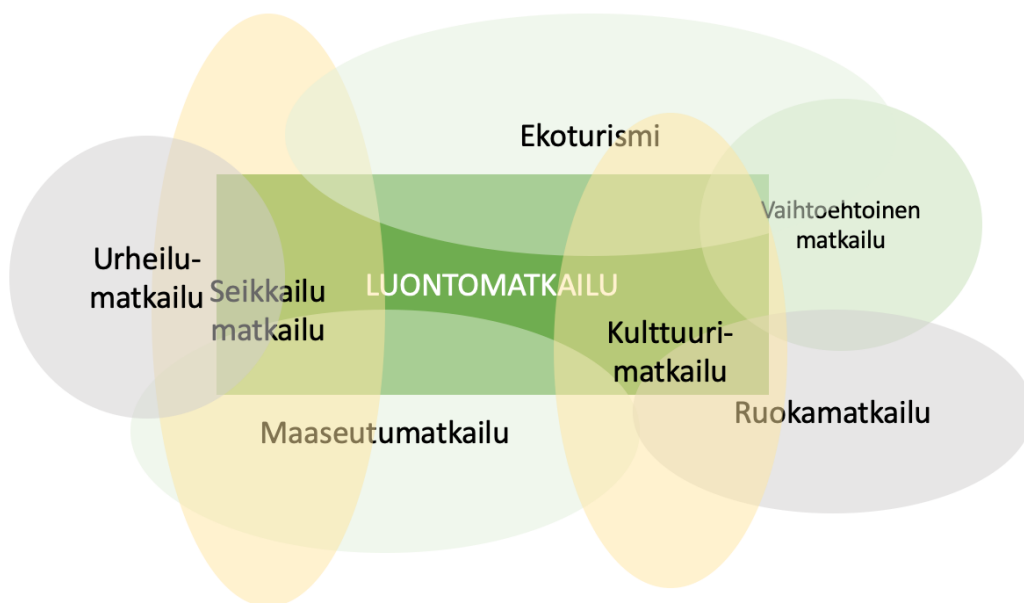 Ekoturismi
Vaihtoehtoinen
matkailu
Urheilu-
matkailu
Seikkailu
matkailu
LUONTOMATKAILU
Kulttuuri-
matkailu
Ruokamatkailu
Maaseutumatkailu